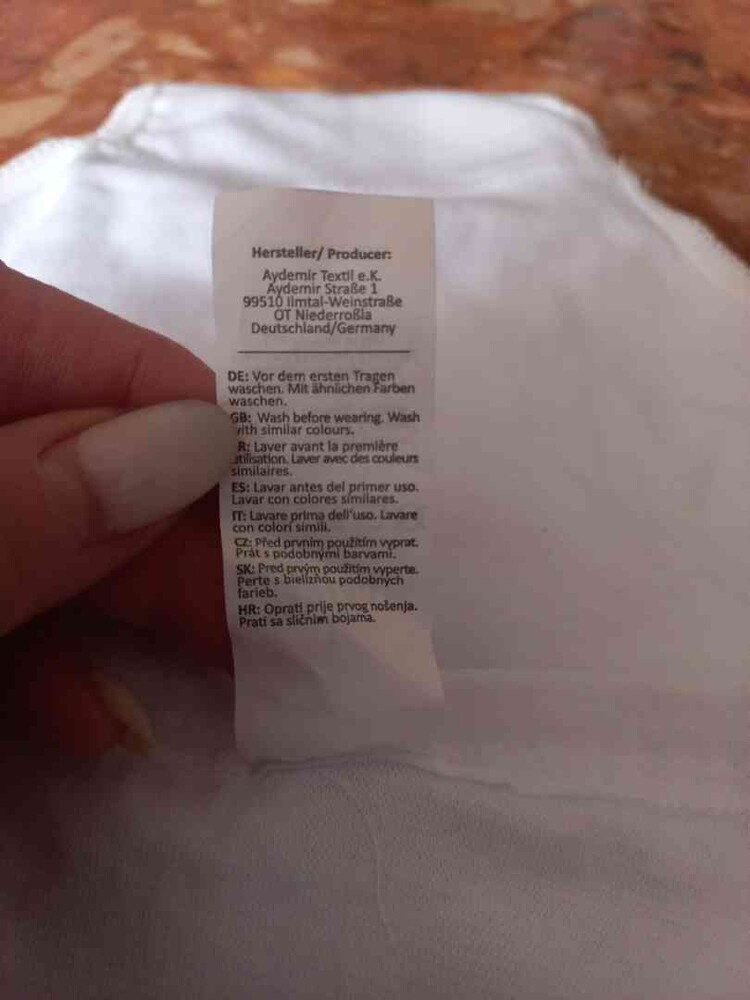 Hersteller/ Producer:
Aydemir Textil e.K.
Aydemir Straße 1
99510 Ilmtal-Weinstraße
OT Niederroßla
Deutschland/Germany
DE: Vor dem ersten Tragen
waschen. Mit ähnlichen Farben
waschen.
GB: Wash before wearing. Wash
with similar colours.
R: Laver avant la première
utilisation. Laver avec des couleurs
similaires.
ES: Lavar antes del primer uso.
Lavar con colores similares.
IT: Lavare prima dell'uso. Lavare
con colori simili.
CZ: Před prvním použitím vyprat.
Prát s podobnými barvami.
SK: Pred prvým použitím vyperte.
Perte s bielizňou podobných
farieb.
HR: Oprati prije prvog nošenja.
Prati sa sličnim bojama.